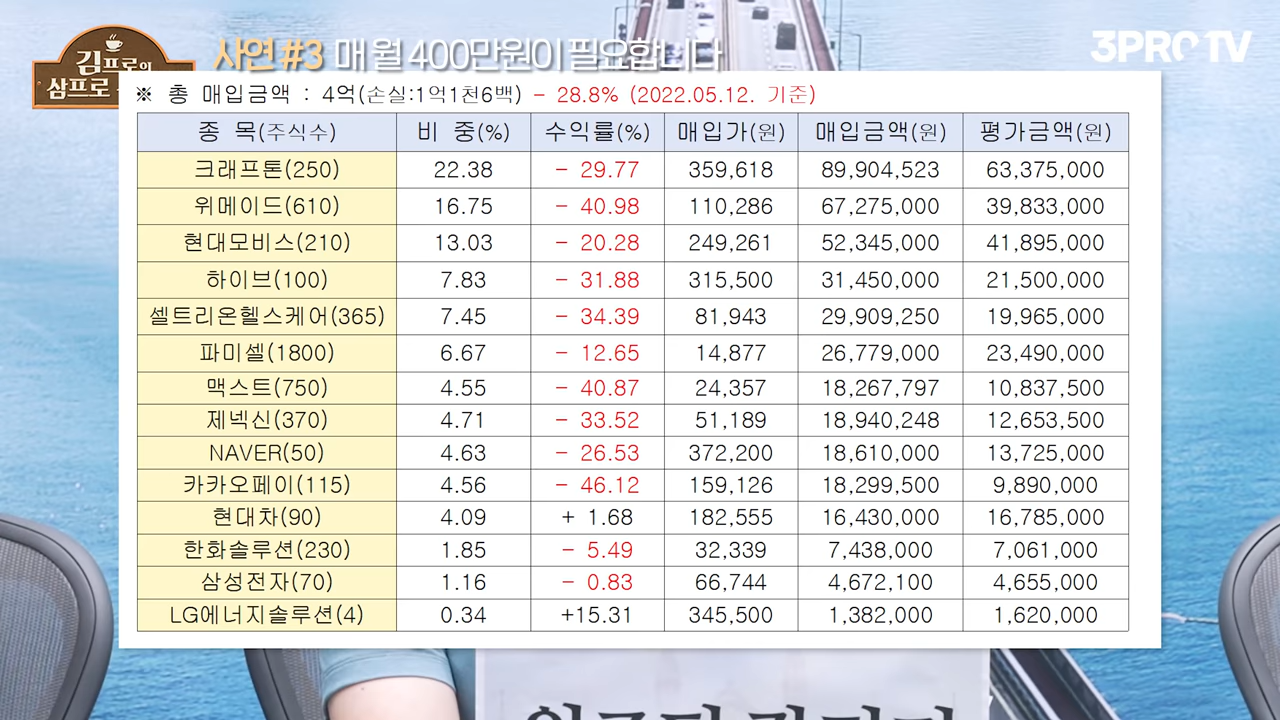 김프로의
삼프로
사연 #3 매 월 400만원이 필요합니다
3PRO TV
※ 총 매입금액 : 4억(손실:1억1천6백) - 28.8% (2022.05.12. 기준)
종 목(주식수) 비 중(%) 수익률(%) 매입가(원) 매입금액(원) 평가금액(원)
크래프톤(250) 22.38 - 29.77 359,618 89,904,523 63,375,000
위메이드(610) 16.75 - 40.98 110,286 67,275,000 39,833,000
현대모비스(210) 13.03 - 20.28 249,261 52,345,000 41,895,000
하이브(100) 7.83 - 31.88 315,500 31,450,000 21,500,000
셀트리온헬스케어(365) 7.45 - 34.39 81,943 29,909,250 19,965,000
파미셀(1800) 6.67 - 12.65 14,877 26,779,000 23,490,000
맥스트(750) 4.55 - 40.87 24,357 18,267,797 10,837,500
제넥신(370) 4.71 - 33.52 51,189 18,940,248 12,653,500
NAVER(50) 4.63 - 26.53 372,200 18,610,000 13,725,000
카카오페이(115) 4.56 - 46.12 159,126 18,299,500 9,890,000
현대차(90) 4.09 + 1.68 182,555 16,430,000 16,785,000
한화솔루션(230) 1.85 - 5.49 32,339 7,438,000 7,061,000
삼성전자(70) 1.16 - 0.83 66,744 4,672,100 4,655,000
LG에너지솔루션(4) 0.34 +15.31 345,500 1,382,000 1,620,000